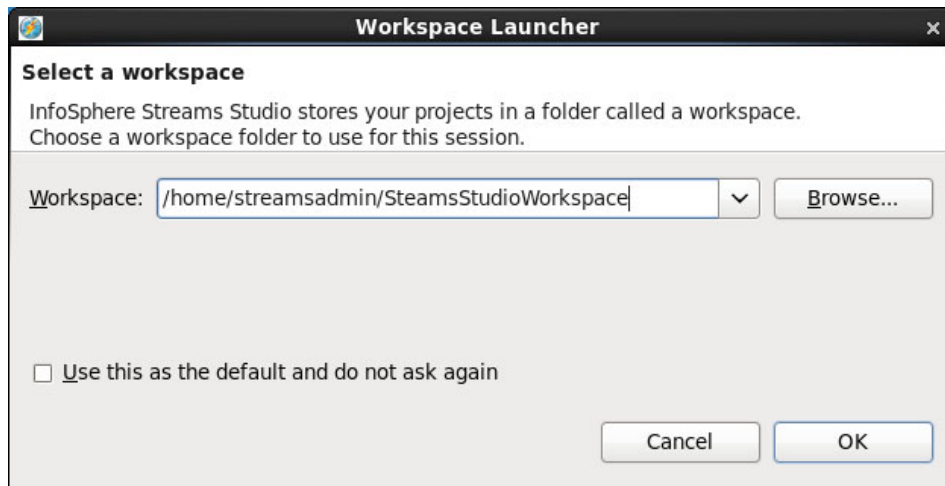 Workspace Launcher
Select a workspace
InfoSphere Streams Studio stores your projects in a folder called a workspace.
Choose a workspace folder to use for this session.
Workspace: /home/streamsadmin/SteamsStudioWorkspace Browse...
Use this as the default and do not ask again
Cancel OK